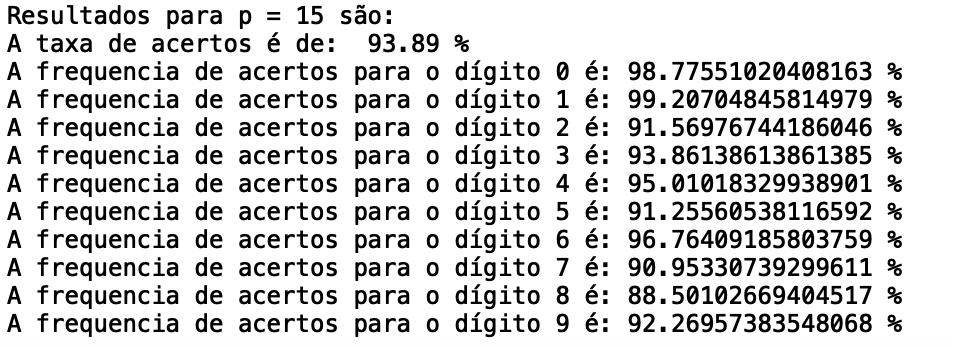 Resultados para p = 15 são:
A taxa de acertos é de:  93.89 %
A frequencia de acertos para o dígito 0 é: 98.77551020408163 %
A frequencia de acertos para o dígito 1 é: 99.20704845814979 %
A frequencia de acertos para o dígito 2 é: 91.56976744186046 %
A frequencia de acertos para o dígito 3 é: 93.86138613861385 %
A frequencia de acertos para o dígito 4 é: 95.01018329938901 %
A frequencia de acertos para o dígito 5 é: 91.25560538116592 %
A frequencia de acertos para o dígito 6 é: 96.76409185803759 %
A frequencia de acertos para o dígito 7 é: 90.95330739299611 %
A frequencia de acertos para o dígito 8 é: 88.50102669404517 %
A frequencia de acertos para o dígito 9 é: 92.26957383548068 %